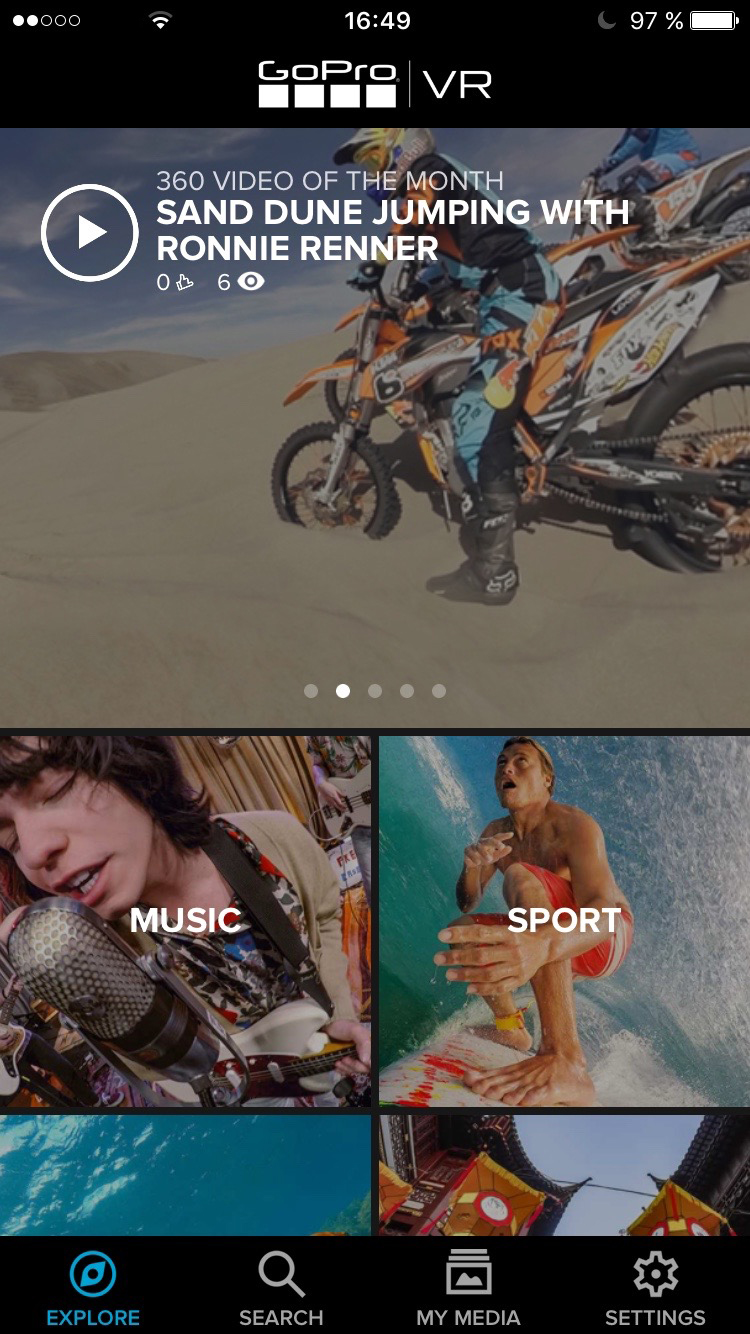 16:49
97 %
GoPro | VR
360 VIDEO OF THE MONTH
SAND DUNE JUMPING WITH
RONNIE RENNER
0 6
MUSIC
SPORT
EXPLORE
SEARCH
MY MEDIA
SETTINGS